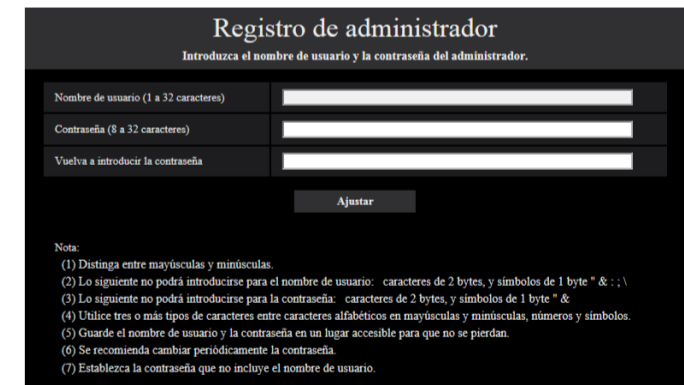 Registro de administrador
Introduzca el nombre de usuario y la contraseña del administrador.
Nombre de usuario (1 a 32 caracteres)
Contraseña (8 a 32 caracteres)
Vuelva a introducir la contraseña
Ajustar
Nota:
(1) Distinga entre mayúsculas y minúsculas.
(2) Lo siguiente no podrá introducirse para el nombre de usuario: caracteres de 2 bytes, y símbolos de 1 byte " & : ; \
(3) Lo siguiente no podrá introducirse para la contraseña: caracteres de 2 bytes, y símbolos de 1 byte " &
(4) Utilice tres o más tipos de caracteres entre caracteres alfabéticos en mayúsculas y minúsculas, números y símbolos.
(5) Guarde el nombre de usuario y la contraseña en un lugar accesible para que no se pierdan.
(6) Se recomienda cambiar periódicamente la contraseña.
(7) Establezca la contraseña que no incluye el nombre de usuario.